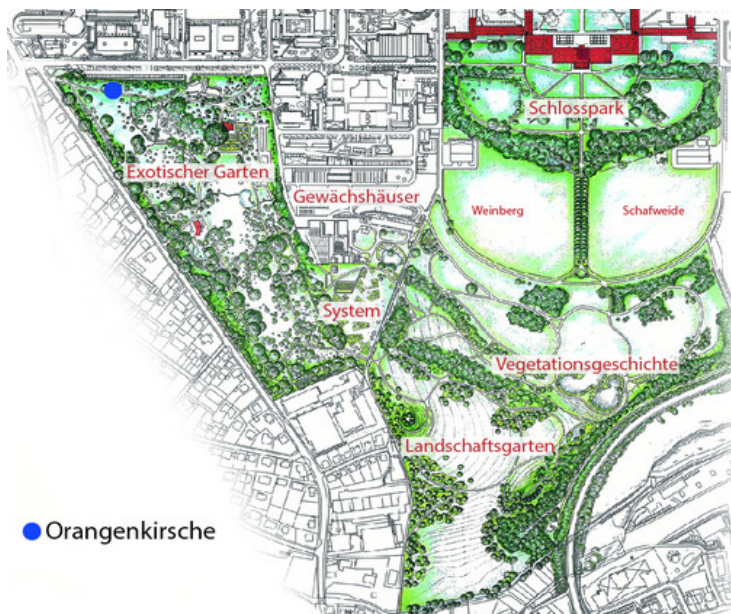 Schlosspark
Exotischer Garten
Gewächshäuser
Weinberg
Schafweide
System
Vegetationsgeschichte
Landschaftsgarten
Orangenkirsche